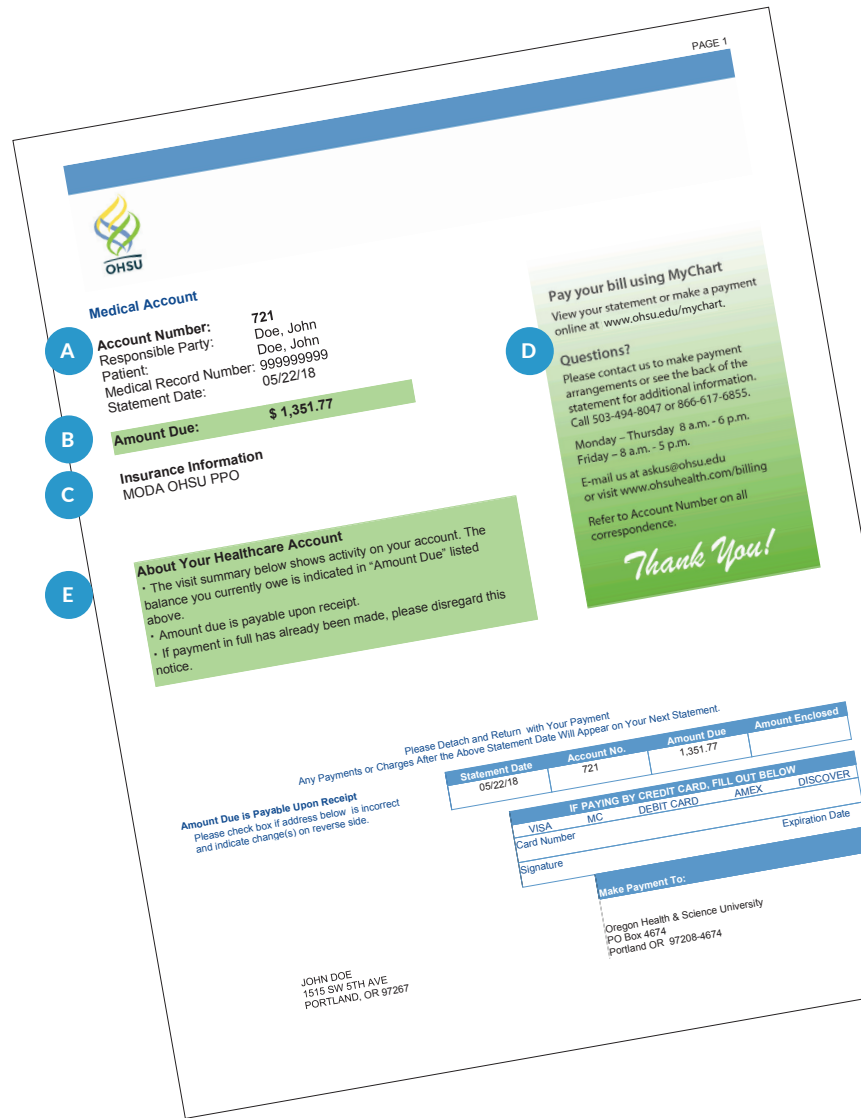 PAGE 1
OHSU
Medical Account
A
Account Number: 721
Responsible Party: Doe, John
Patient: Doe, John
Medical Record Number: 999999999
Statement Date: 05/22/18
B
Amount Due: $ 1,351.77
C
Insurance Information
MODA OHSU PPO
D
Pay your bill using MyChart
View your statement or make a payment
online at www.ohsu.edu/mychart.
Questions?
Please contact us to make payment
arrangements or see the back of the
statement for additional information.
Call 503-494-8047 or 866-617-6855.
Monday – Thursday 8 a.m. - 6 p.m.
Friday – 8 a.m. - 5 p.m.
E-mail us at askus@ohsu.edu
or visit www.ohsuhealth.com/billing
Refer to Account Number on all
correspondence.
Thank You!
E
About Your Healthcare Account
· The visit summary below shows activity on your account. The
balance you currently owe is indicated in “Amount Due” listed
above.
· Amount due is payable upon receipt.
· If payment in full has already been made, please disregard this
notice.
Please Detach and Return with Your Payment
Any Payments or Charges After the Above Statement Date Will Appear on Your Next Statement.
Statement Date Account No. Amount Due Amount Enclosed
05/22/18 721 1,351.77
Amount Due is Payable Upon Receipt
Please check box if address below is incorrect
and indicate change(s) on reverse side.
IF PAYING BY CREDIT CARD, FILL OUT BELOW
VISA MC DEBIT CARD AMEX DISCOVER
Card Number Expiration Date
Signature
Make Payment To:
Oregon Health & Science University
PO Box 4674
Portland OR 97208-4674
JOHN DOE
1515 SW 5TH AVE
PORTLAND, OR 97267